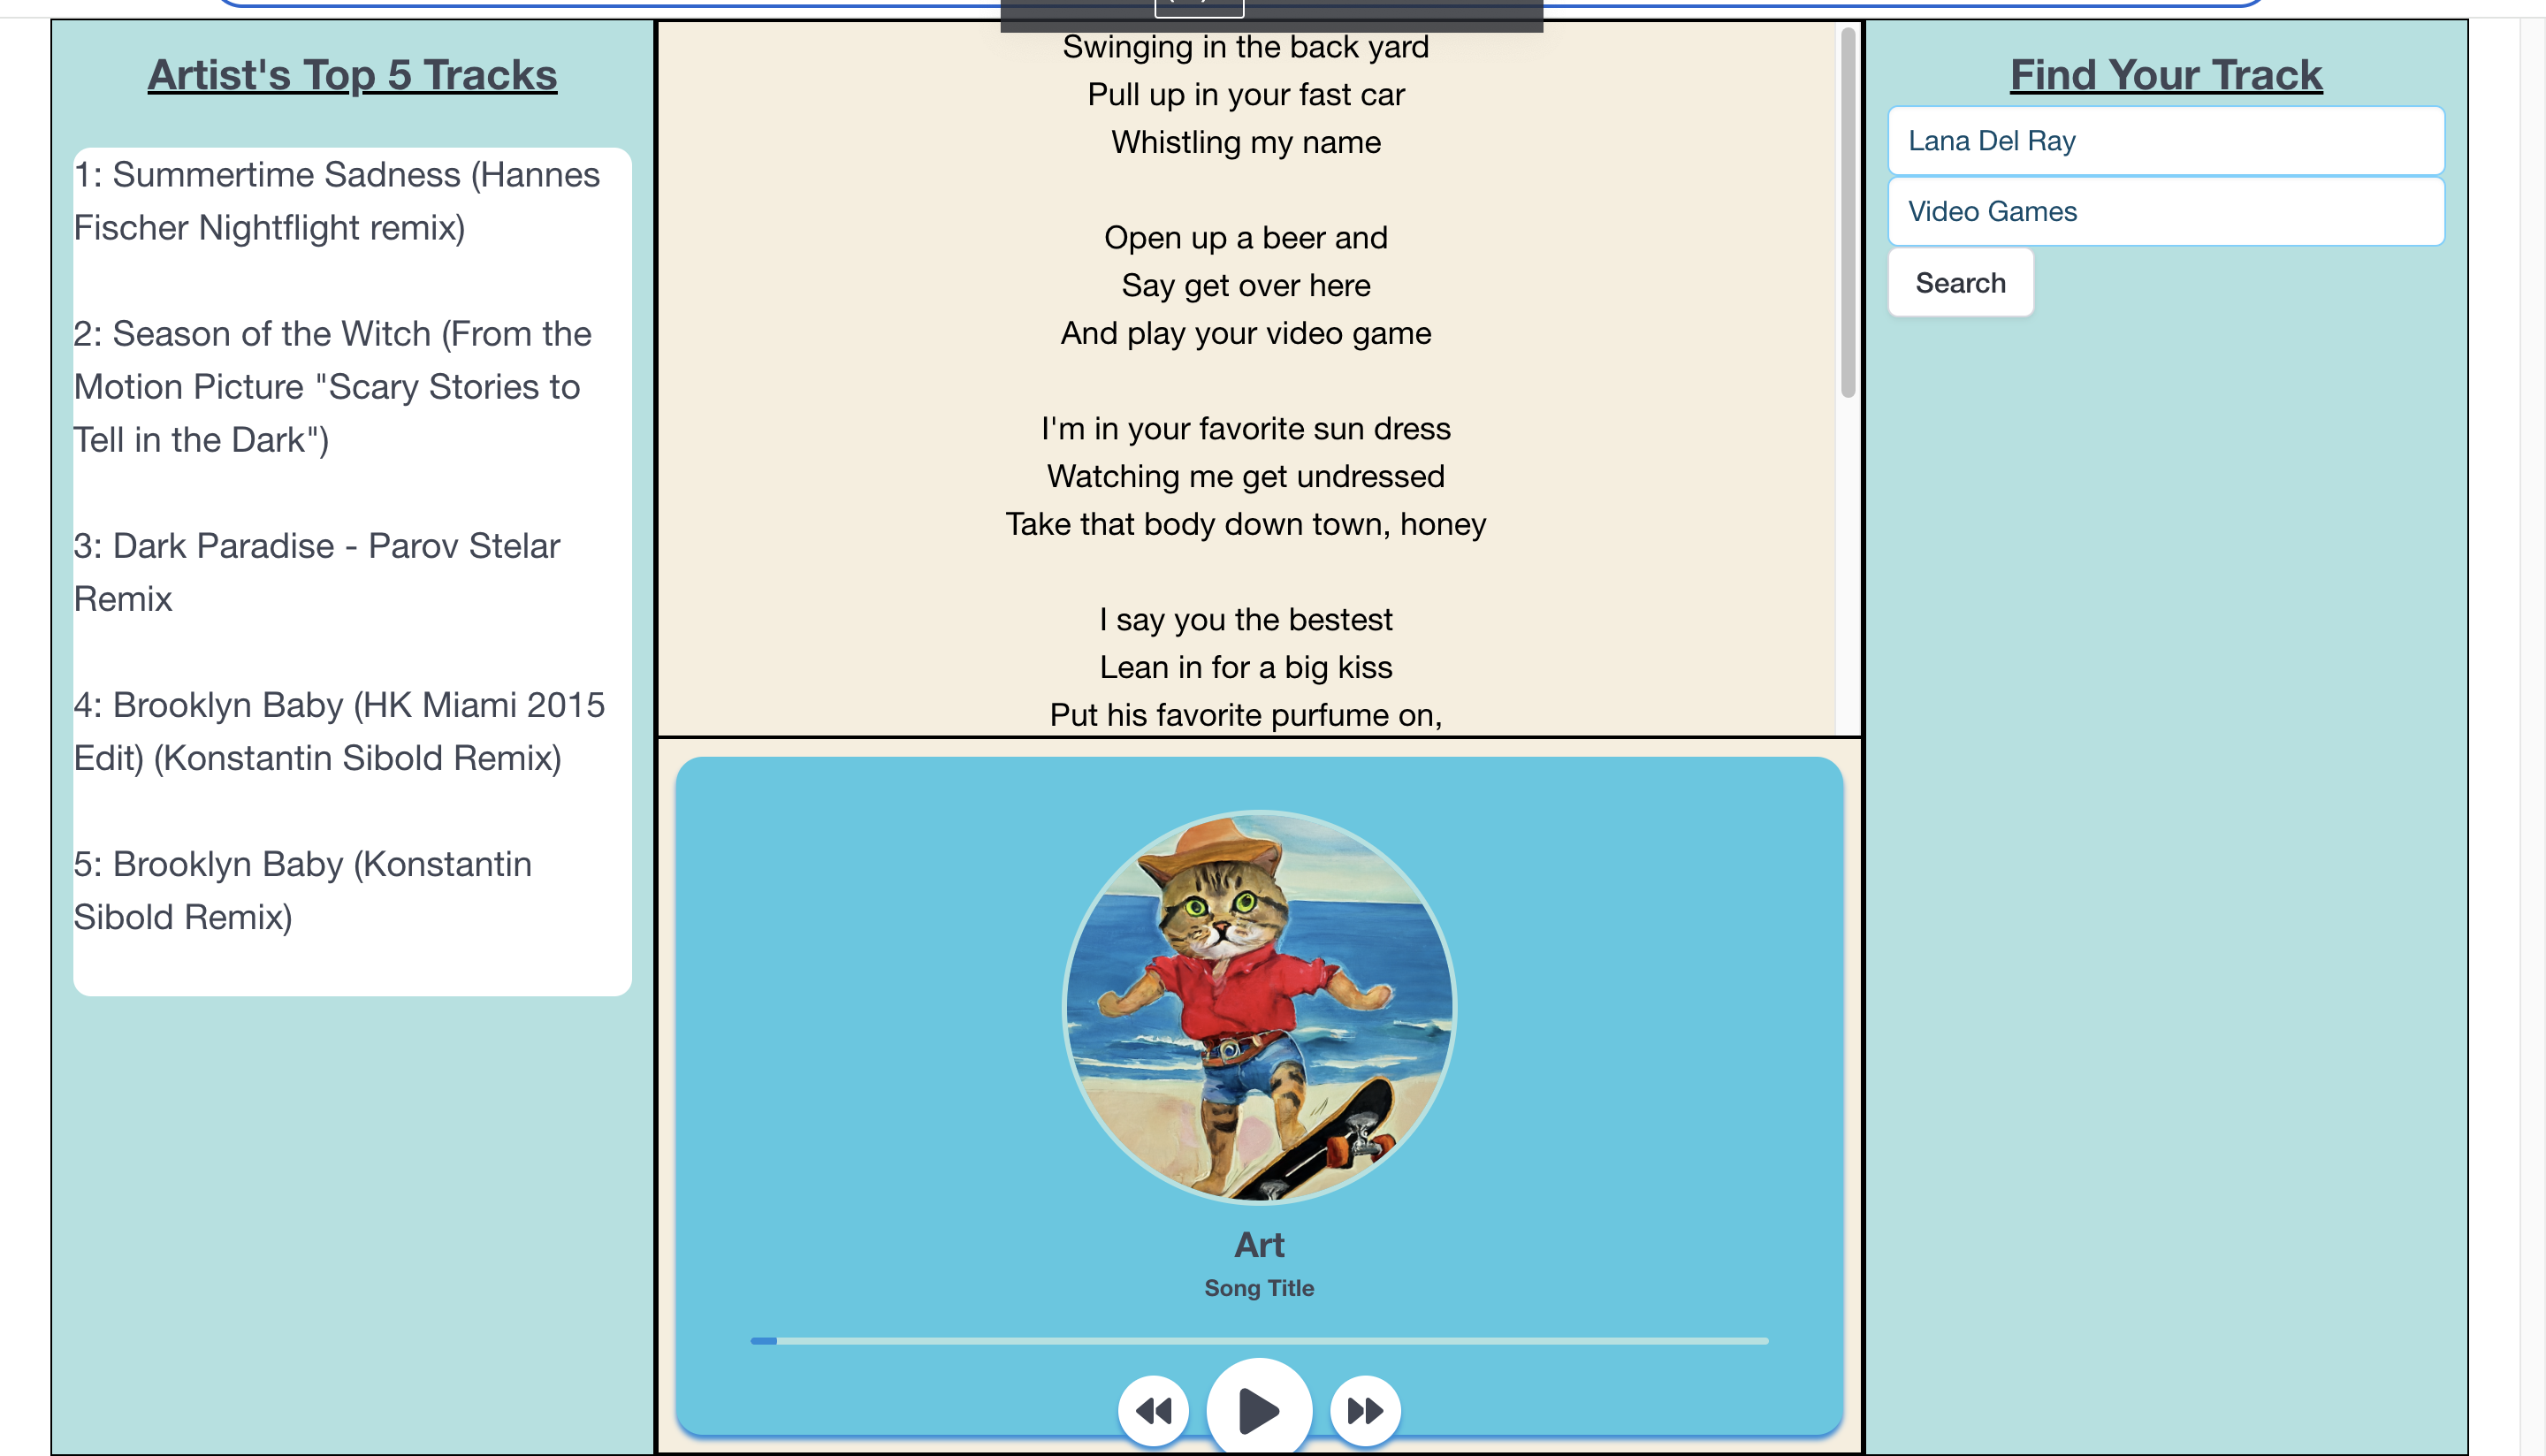 Artist's Top 5 Tracks
1: Summertime Sadness (Hannes
Fischer Nightflight remix)
2: Season of the Witch (From the
Motion Picture "Scary Stories to
Tell in the Dark")
3: Dark Paradise - Parov Stelar
Remix
4: Brooklyn Baby (HK Miami 2015
Edit) (Konstantin Sibold Remix)
5: Brooklyn Baby (Konstantin
Sibold Remix)
Swinging in the back yard
Pull up in your fast car
Whistling my name
Open up a beer and
Say get over here
And play your video game
I'm in your favorite sun dress
Watching me get undressed
Take that body down town, honey
I say you the bestest
Lean in for a big kiss
Put his favorite purfume on,
Art
Song Title
Find Your Track
Lana Del Ray
Video Games
Search